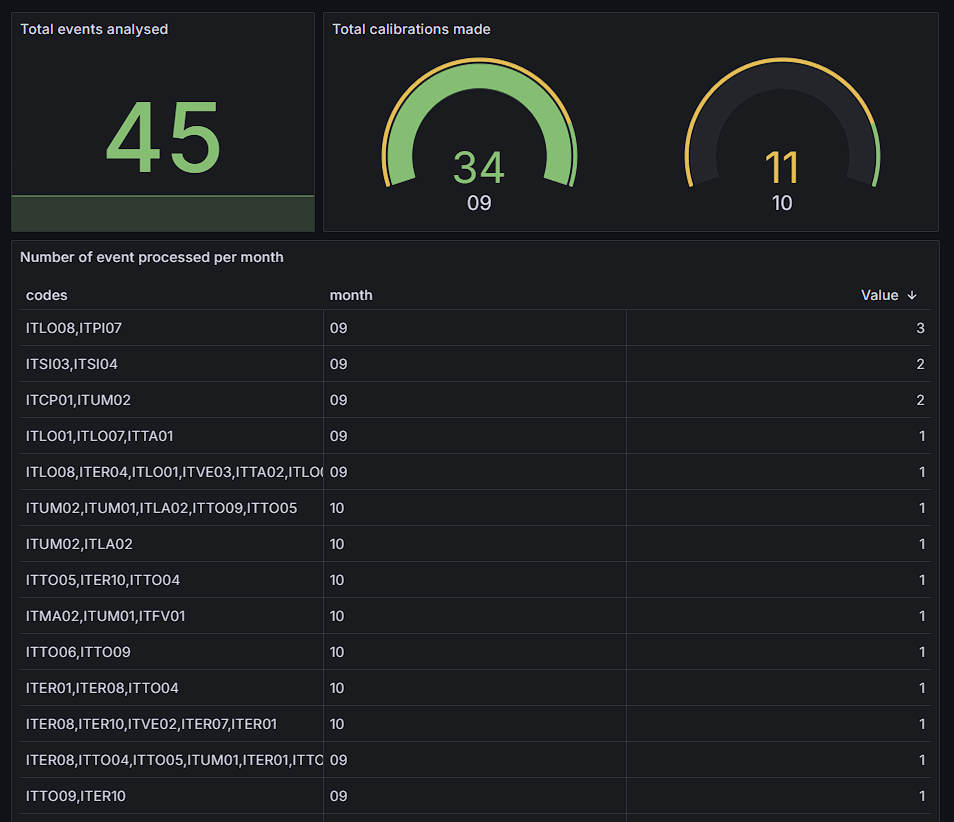 Total events analysed
45
Total calibrations made
34
09
11
10
Number of event processed per month
codes month Value ↓
ITLO08,ITPI07 09 3
ITSI03,ITSI04 09 2
ITCP01,ITUM02 09 2
ITLO01,ITLO07,ITTA01 09 1
ITLO08,ITER04,ITLO01,ITVE03,ITTA02,ITLO 09 1
ITUM02,ITUM01,ITLA02,ITTO09,ITTO05 10 1
ITUM02,ITLA02 10 1
ITTO05,ITER10,ITTO04 10 1
ITMA02,ITUM01,ITFV01 10 1
ITTO06,ITTO09 10 1
ITER01,ITER08,ITTO04 10 1
ITER08,ITER10,ITVE02,ITER07,ITER01 10 1
ITER08,ITTO04,ITTO05,ITUM01,ITER01,ITTO 09 1
ITTO09,ITER10 09 1